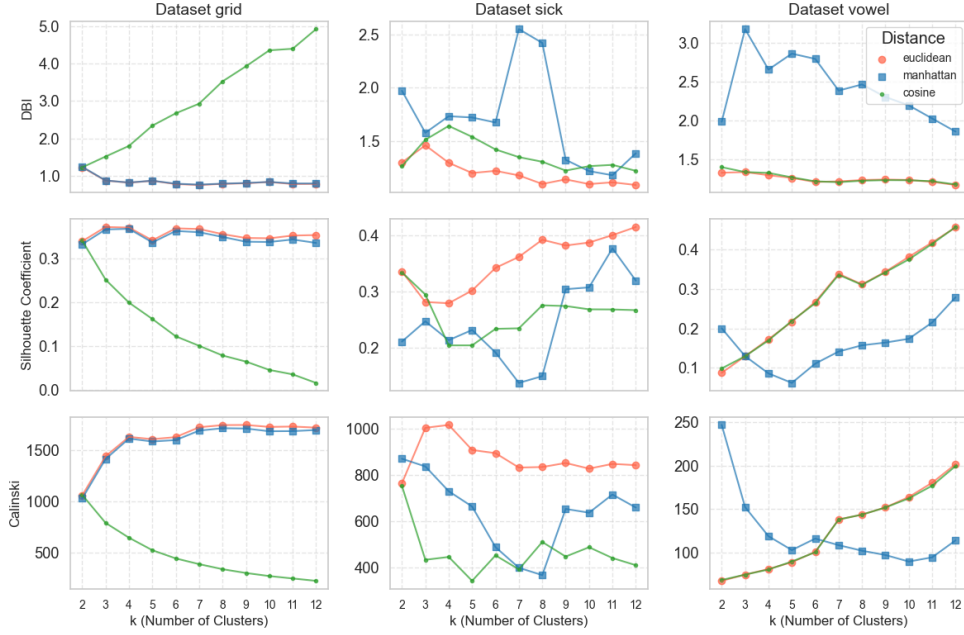 Dataset grid
Dataset sick
Dataset vowel
DBI
5.0
4.0
3.0
2.0
1.0
2.5
2.0
1.5
3.0
2.5
2.0
1.5
Distance
euclidean
manhattan
cosine
Silhouette Coefficient
0.3
0.2
0.1
0.0
0.4
0.3
0.2
0.4
0.3
0.2
0.1
Calinski
1500
1000
500
1000
800
600
400
250
200
150
100
2 3 4 5 6 7 8 9 10 11 12
2 3 4 5 6 7 8 9 10 11 12
2 3 4 5 6 7 8 9 10 11 12
k (Number of Clusters)
k (Number of Clusters)
k (Number of Clusters)